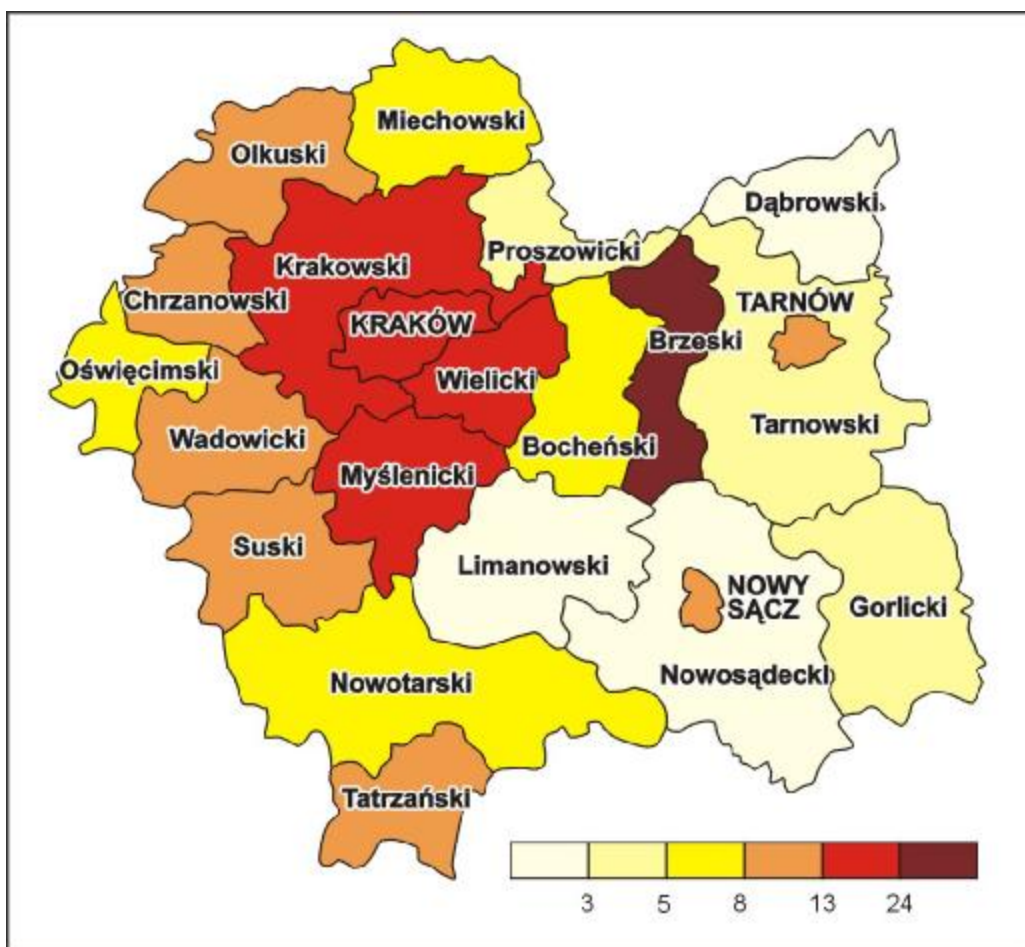 Miechowski
Olkuski
Dąbrowski
Proszowicki
Krakowski
Chrzanowski
TARNÓW
KRAKÓW
Brzeski
Oświęcimski
Wielicki
Wadowicki
Tarnowski
Bocheński
Myślenicki
Suski
Limanowski
NOWY
SĄCZ
Gorlicki
Nowotarski
Nowosądecki
Tatrzański
3 5 8 13 24